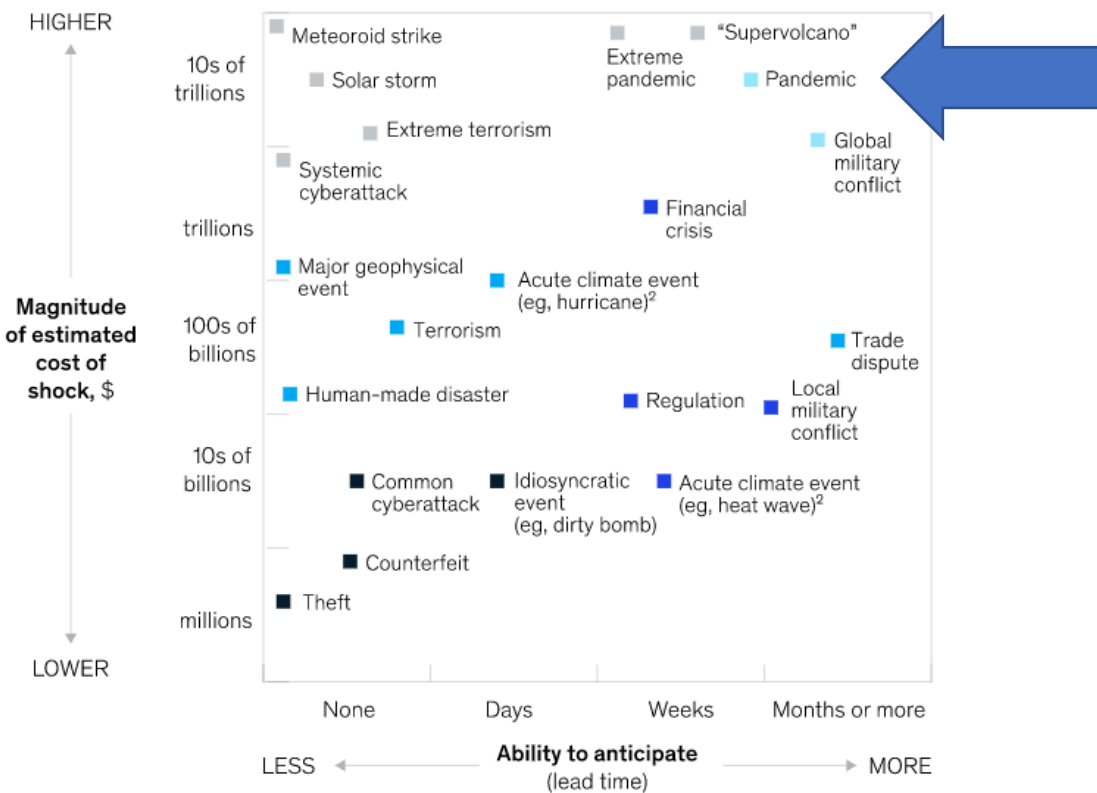 HIGHER
Meteoroid strike
"Supervolcano"
Extreme
pandemic
10s of
trillions
Solar storm
Pandemic
Extreme terrorism
Global
military
conflict
Systemic
cyberattack
trillions
Financial
crisis
Major geophysical
event
Acute climate event
(eg, hurricane)²
Magnitude
of estimated
cost of
shock, $
100s of
billions
Terrorism
Trade
dispute
Human-made disaster
Regulation
Local
military
conflict
10s of
billions
Common
cyberattack
Idiosyncratic
event
(eg, dirty bomb)
Acute climate event
(eg, heat wave)²
Counterfeit
Theft
millions
LOWER
None
Days
Weeks
Months or more
LESS
Ability to anticipate
(lead time)
MORE